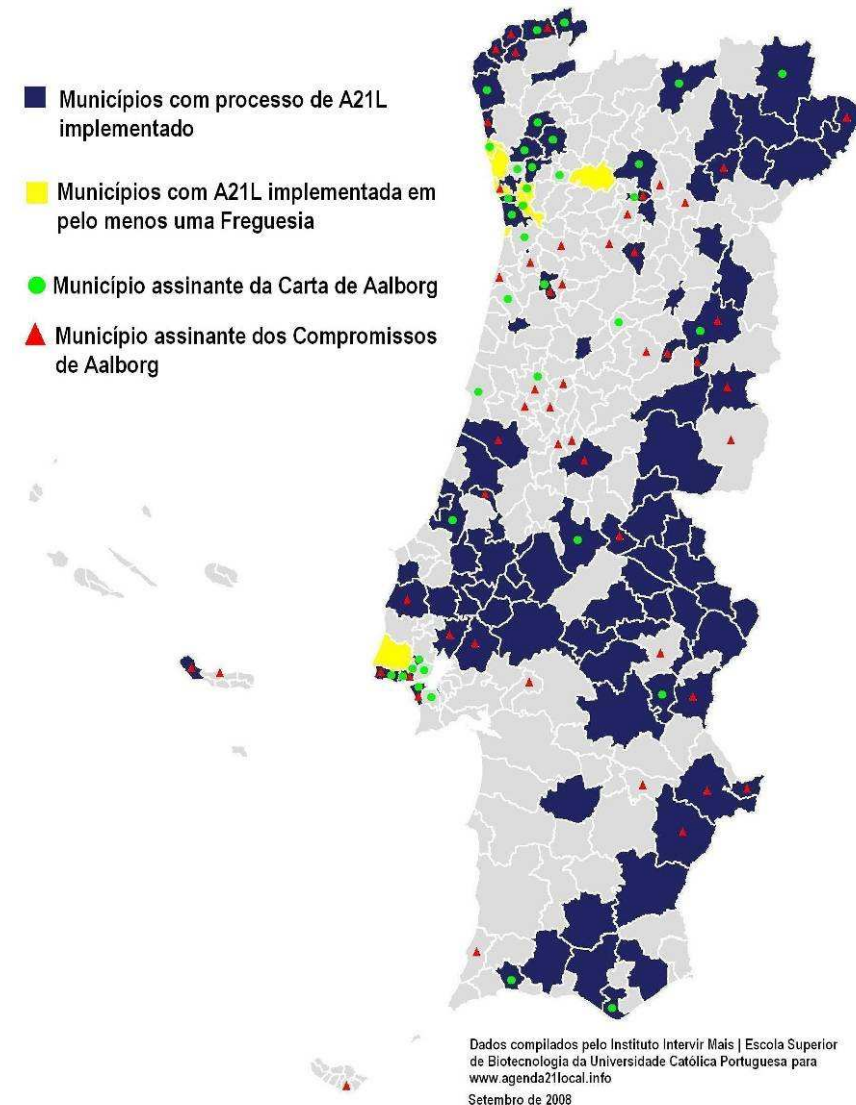 Municípios com processo de A21L
implementado
Municípios com A21L implementada em
pelo menos uma Freguesia
Município assinante da Carta de Aalborg
Município assinante dos Compromissos
de Aalborg
Dados compilados pelo Instituto Intervir Mais | Escola Superior
de Biotecnologia da Universidade Católica Portuguesa para
www.agenda21local.info
Setembro de 2008